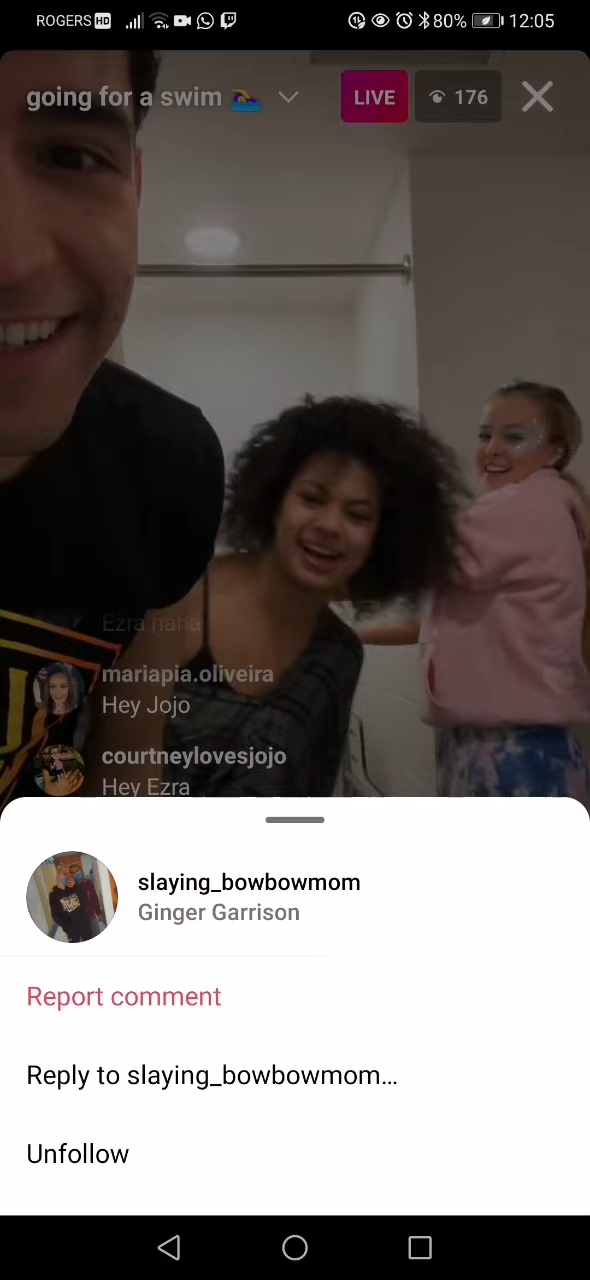 ROGERS HD 80% 12:05
going for a swim
LIVE 176
Ezra haha
mariapia.oliveira
Hey Jojo
courtneylovesjojo
Hey Ezra
slaying_bowbowmom
Ginger Garrison
Report comment
Reply to slaying_bowbowmom...
Unfollow